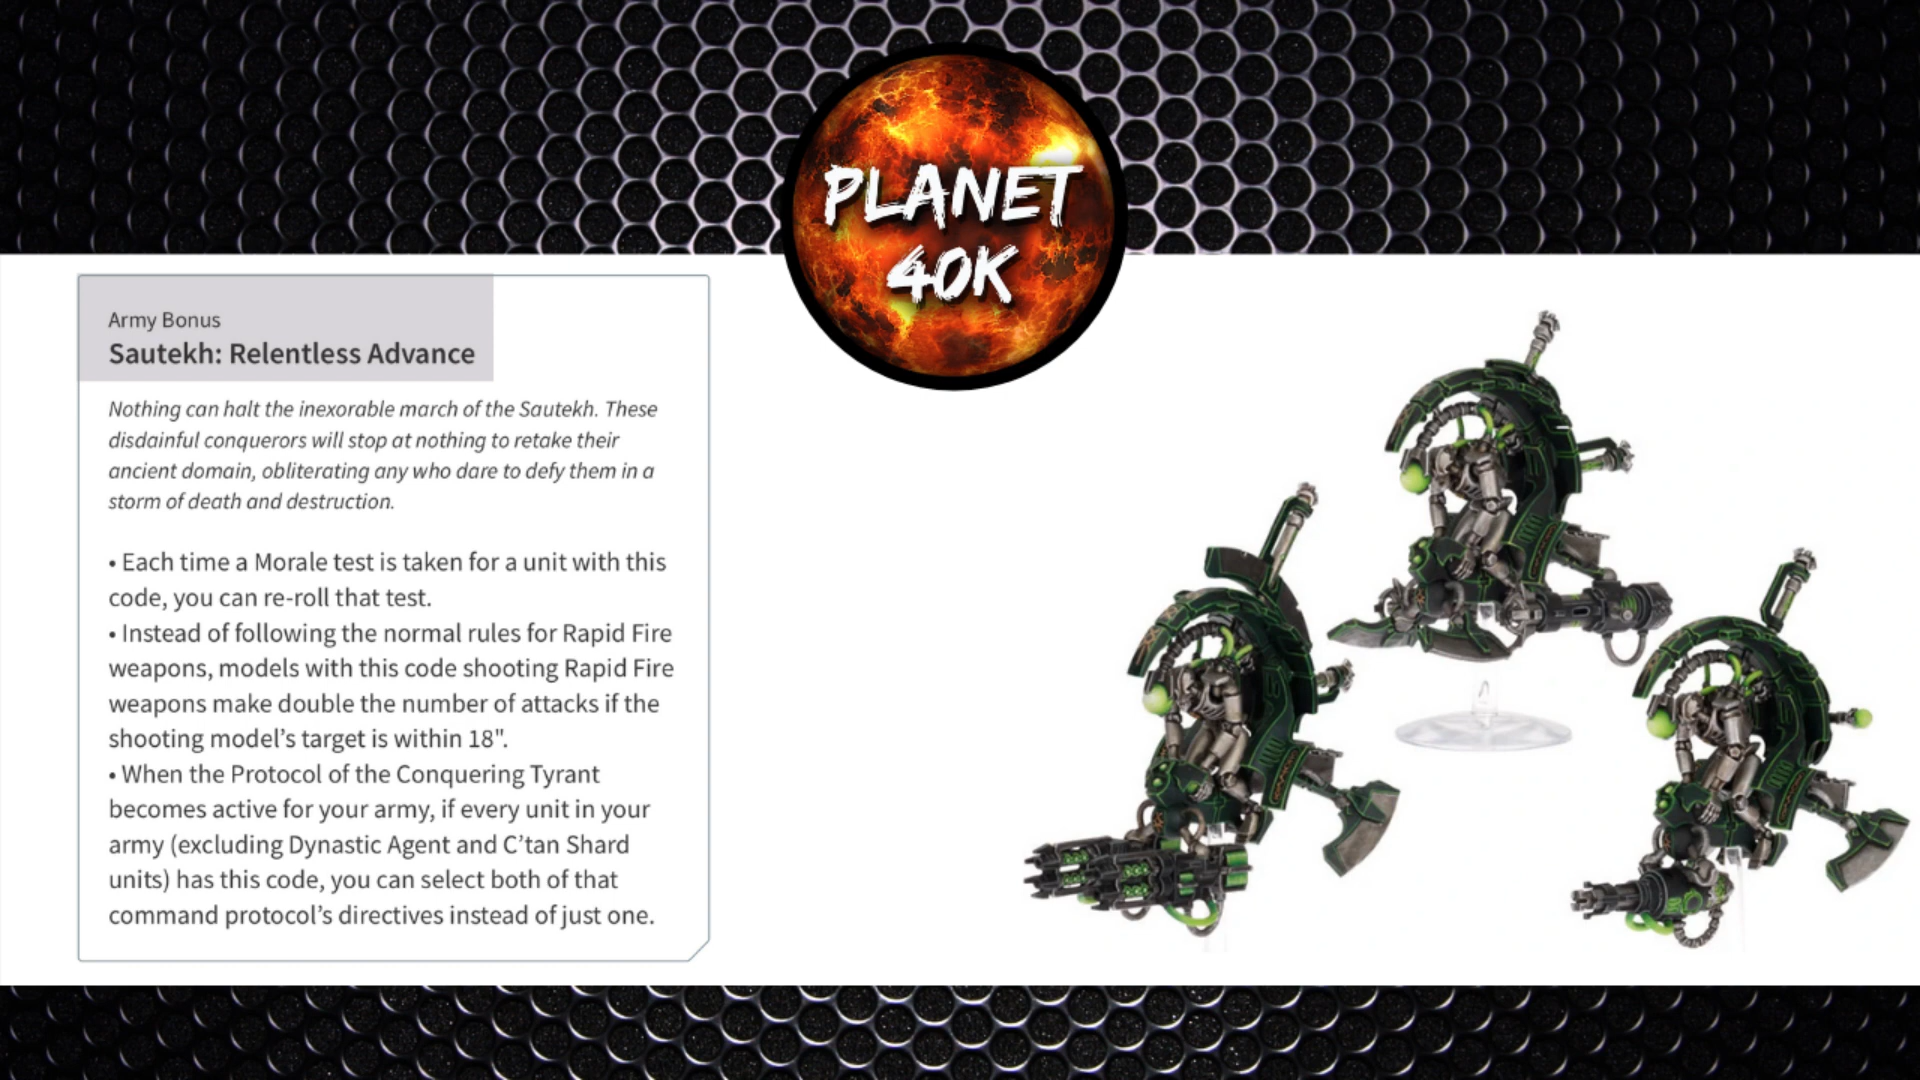 PLANET
40K
Army Bonus
Sautekh: Relentless Advance
Nothing can halt the inexorable march of the Sautekh. These
disdainful conquerors will stop at nothing to retake their
ancient domain, obliterating any who dare to defy them in a
storm of death and destruction.
• Each time a Morale test is taken for a unit with this
code, you can re-roll that test.
• Instead of following the normal rules for Rapid Fire
weapons, models with this code shooting Rapid Fire
weapons make double the number of attacks if the
shooting model’s target is within 18".
• When the Protocol of the Conquering Tyrant
becomes active for your army, if every unit in your
army (excluding Dynastic Agent and C’tan Shard
units) has this code, you can select both of that
command protocol’s directives instead of just one.